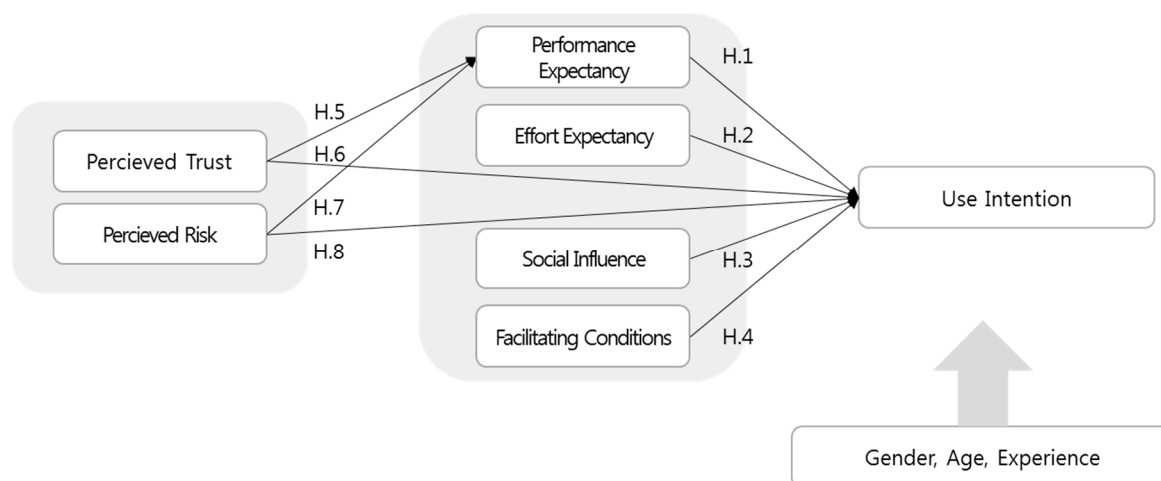 Percieved Trust
Percieved Risk
H.5
H.6
H.7
H.8
Performance
Expectancy
Effort Expectancy
Social Influence
Facilitating Conditions
H.1
H.2
H.3
H.4
Use Intention
Gender, Age, Experience